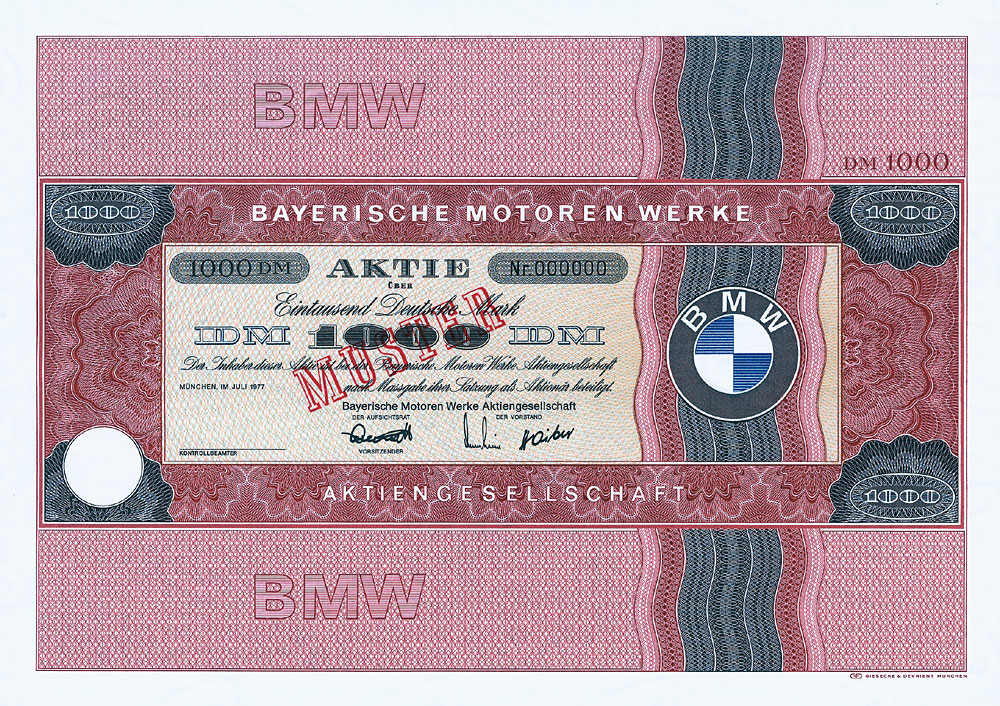 BMW
DM 1000
1000
BAYERISCHE MOTOREN WERKE
1000
1000 DM
AKTIE
Nr. 000000
ÜBER
Eintausend Deutsche Mark
DM 1000 DM
MUSTER
Der Inhaber dieser Aktie ist bei der Bayerische Motoren Werke Aktiengesellschaft
MÜNCHEN, IM JULI 1977
nach Massgabe ihrer Satzung als Aktionär beteiligt.
Bayerische Motoren Werke Aktiengesellschaft
DER AUFSICHTSRAT
DER VORSTAND
VORSITZENDER
KONTROLLBEAMTER
BMW
AKTIENGESELLSCHAFT
1000
BMW
GIESECKE & DEVRIENT MÜNCHEN